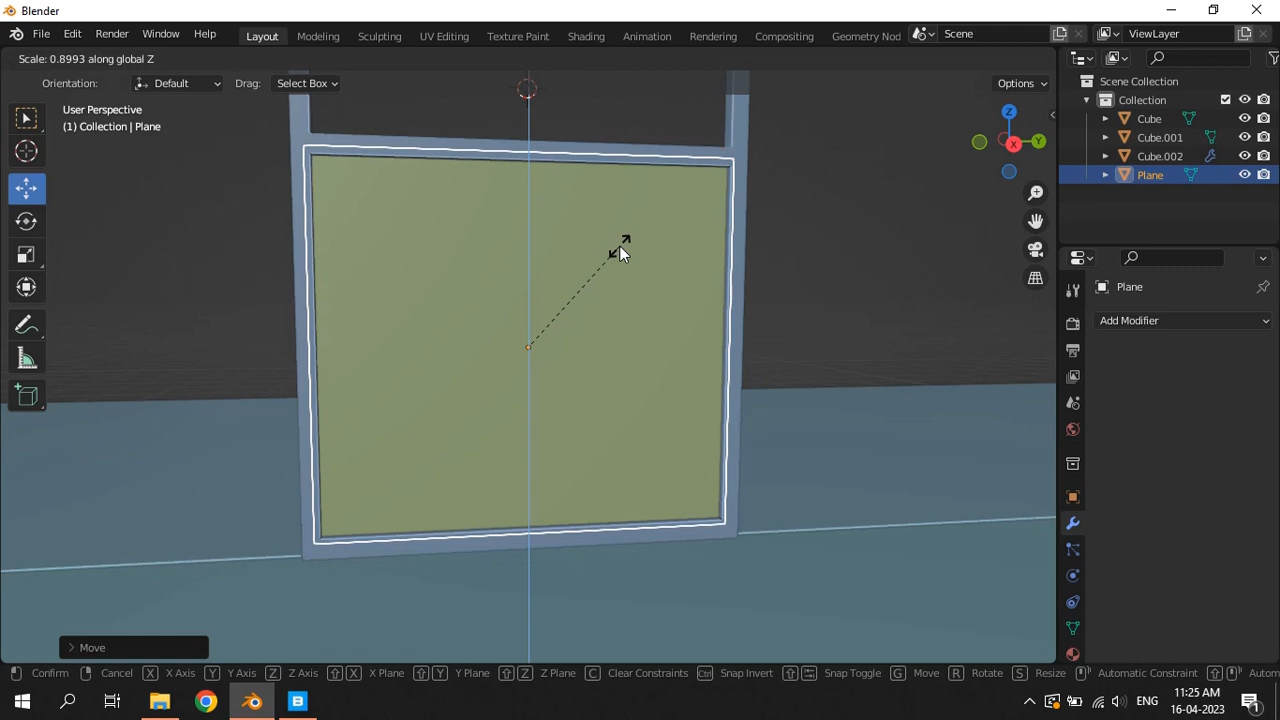 Blender
File Edit Render Window Help Layout Modeling Sculpting UV Editing Texture Paint Shading Animation Rendering Compositing Geometry Nod Scene ViewLayer
Scale: 0.8993 along global Z
Orientation: Default Drag: Select Box Options
User Perspective
(1) Collection | Plane
Scene Collection
Collection
Cube
Cube.001
Cube.002
Plane
Z
Y
X
Plane
Add Modifier
Move
Confirm Cancel X X Axis Y Y Axis Z Z Axis X X Plane Y Y Plane Z Z Plane C Clear Constraints Ctrl Snap Invert Snap Toggle G Move R Rotate S Resize Automatic Constraint Autom
ENG
11:25 AM
16-04-2023
1